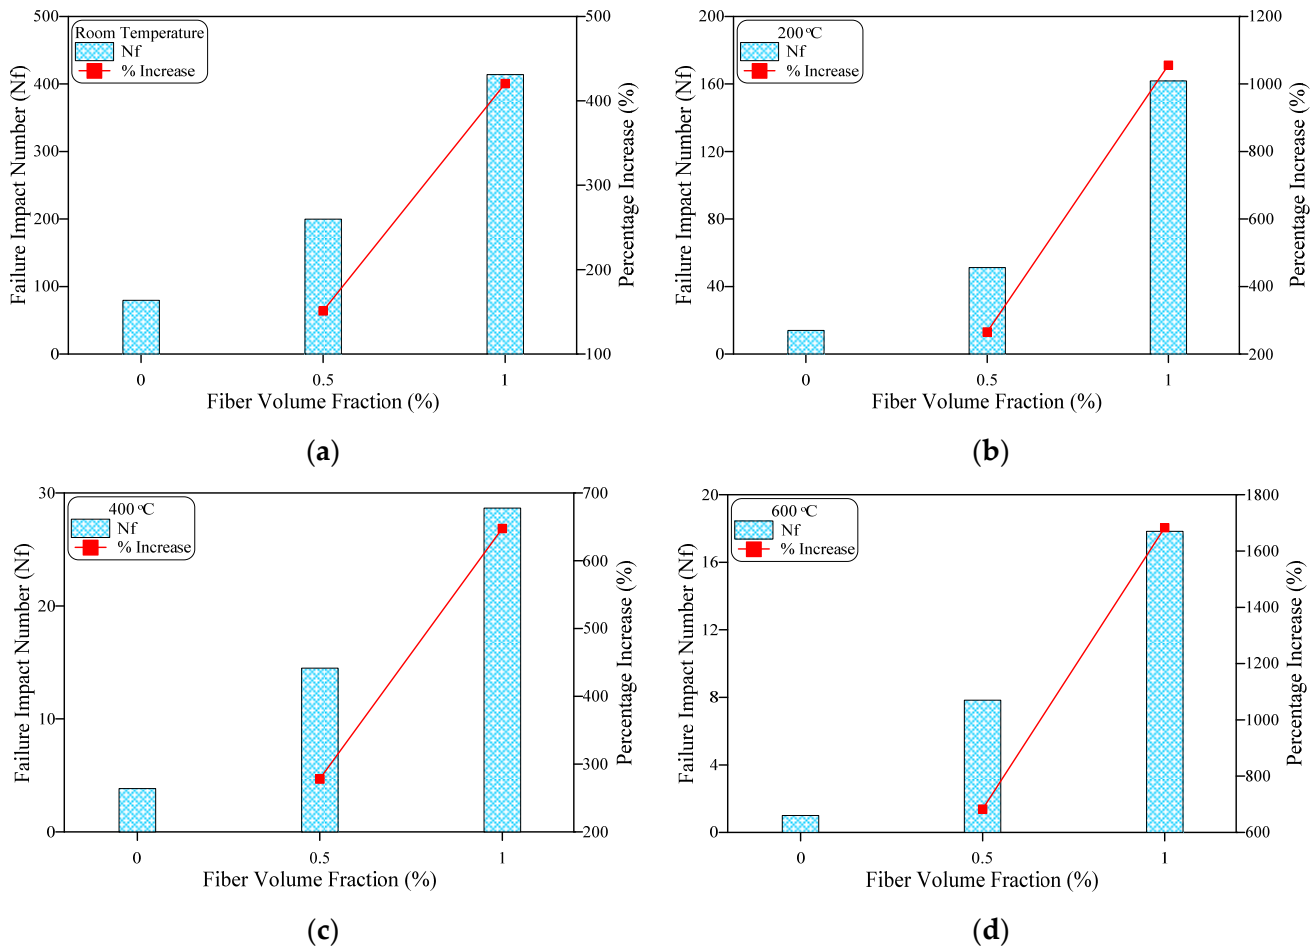 Room Temperature
Nf
% Increase
Failure Impact Number (Nf)
500
400
300
200
100
0
Percentage Increase (%)
500
400
300
200
100
0 0.5 1
Fiber Volume Fraction (%)
(a)
200 °C
Nf
% Increase
Failure Impact Number (Nf)
200
160
120
80
40
0
Percentage Increase (%)
1200
1000
800
600
400
200
0 0.5 1
Fiber Volume Fraction (%)
(b)
400 °C
Nf
% Increase
Failure Impact Number (Nf)
30
20
10
0
Percentage Increase (%)
700
600
500
400
300
200
0 0.5 1
Fiber Volume Fraction (%)
(c)
600 °C
Nf
% Increase
Failure Impact Number (Nf)
20
16
12
8
4
0
Percentage Increase (%)
1800
1600
1400
1200
1000
800
600
0 0.5 1
Fiber Volume Fraction (%)
(d)